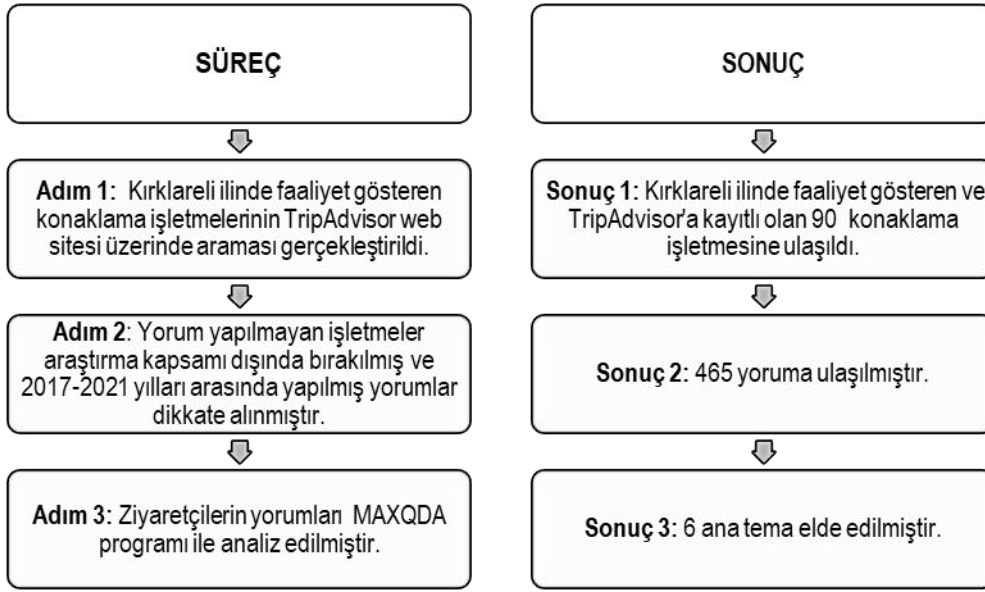 SÜREÇ
Adım 1: Kırklareli ilinde faaliyet gösteren
konaklama işletmelerinin TripAdvisor web
sitesi üzerinde araması gerçekleştirildi.
Adım 2: Yorum yapılmayan işletmeler
araştırma kapsamı dışında bırakılmış ve
2017-2021 yılları arasında yapılmış yorumlar
dikkate alınmıştır.
Adım 3: Ziyaretçilerin yorumları MAXQDA
programı ile analiz edilmiştir.
SONUÇ
Sonuç 1: Kırklareli ilinde faaliyet gösteren ve
TripAdvisor'a kayıtlı olan 90 konaklama
işletmesine ulaşıldı.
Sonuç 2: 465 yoruma ulaşılmıştır.
Sonuç 3: 6 ana tema elde edilmiştir.